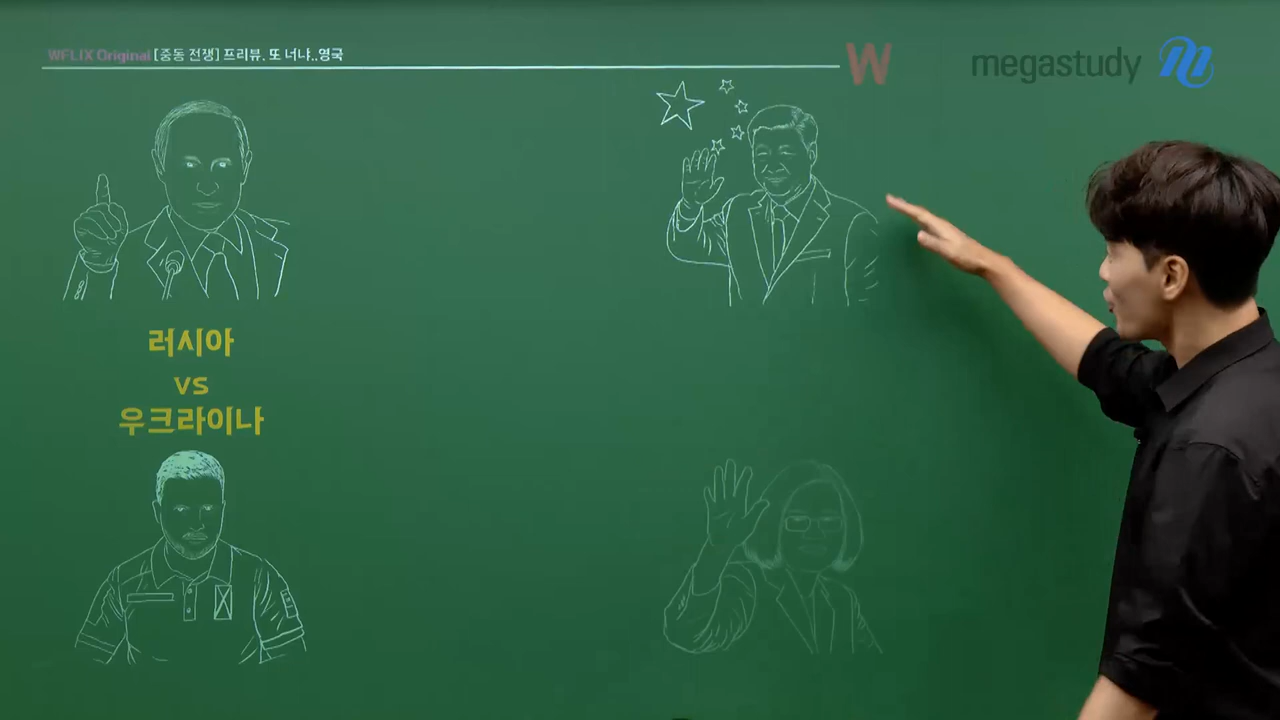 WFLIX Original [중동 전쟁] 프리뷰. 또 너냐..영국
W
megastudy
러시아
vs
우크라이나